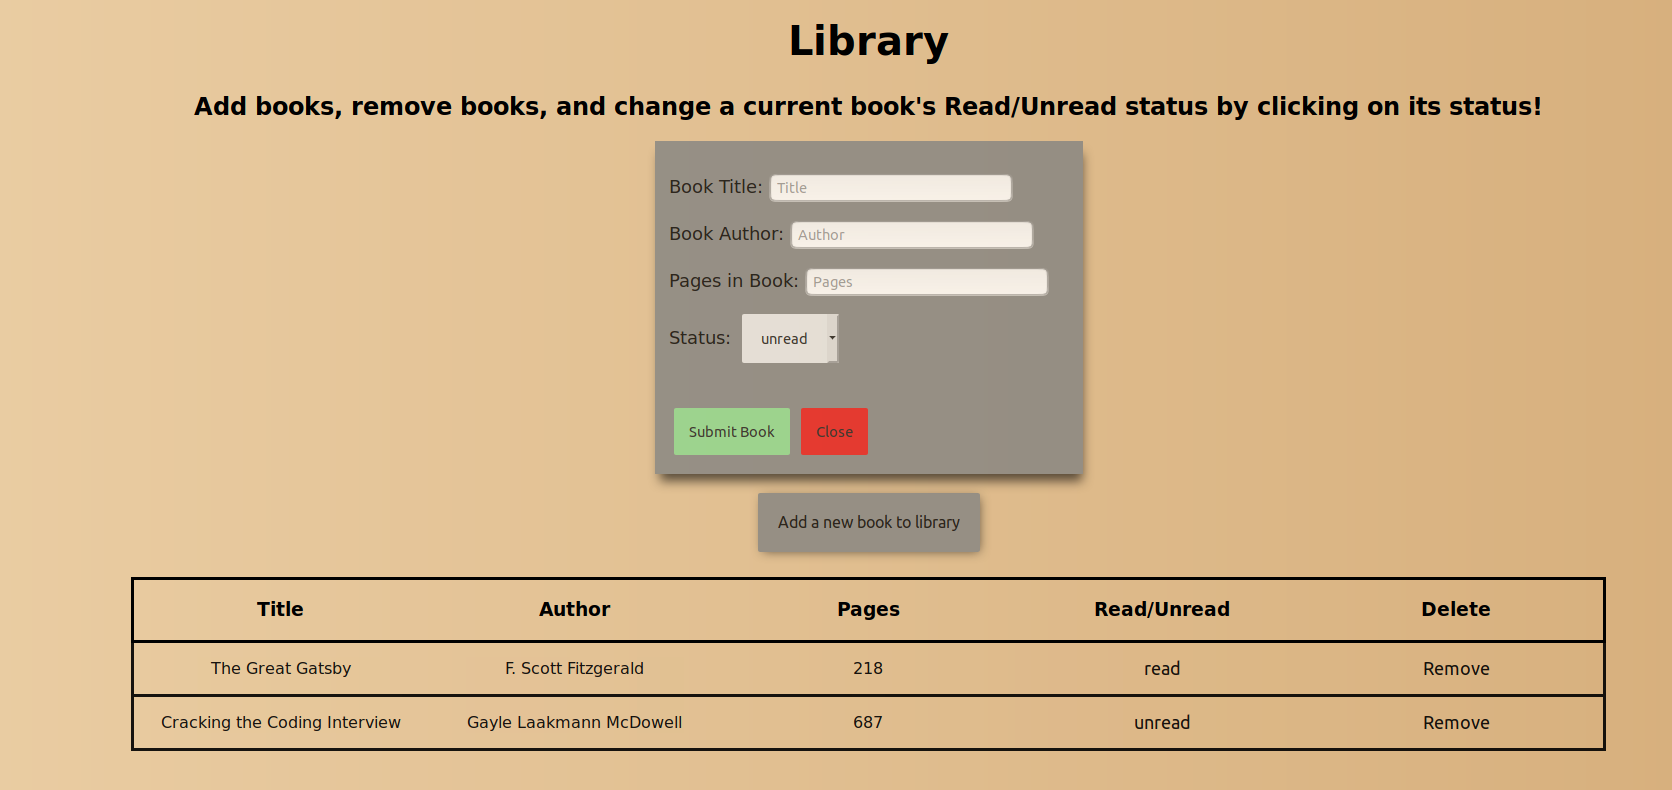 Library
Add books, remove books, and change a current book's Read/Unread status by clicking on its status!
Book Title: Title
Book Author: Author
Pages in Book: Pages
Status: unread
Submit Book Close
Add a new book to library
Title Author Pages Read/Unread Delete
The Great Gatsby F. Scott Fitzgerald 218 read Remove
Cracking the Coding Interview Gayle Laakmann McDowell 687 unread Remove